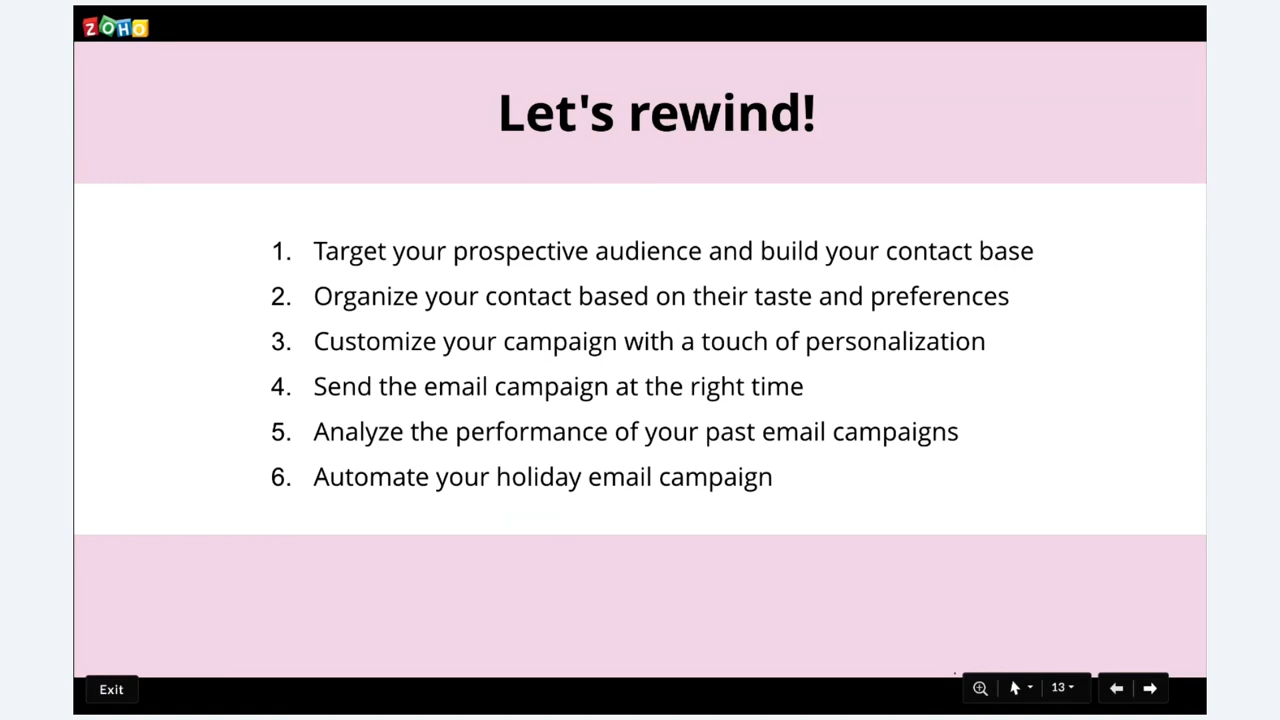 ZOHO
Let's rewind!
1. Target your prospective audience and build your contact base
2. Organize your contact based on their taste and preferences
3. Customize your campaign with a touch of personalization
4. Send the email campaign at the right time
5. Analyze the performance of your past email campaigns
6. Automate your holiday email campaign
Exit
13